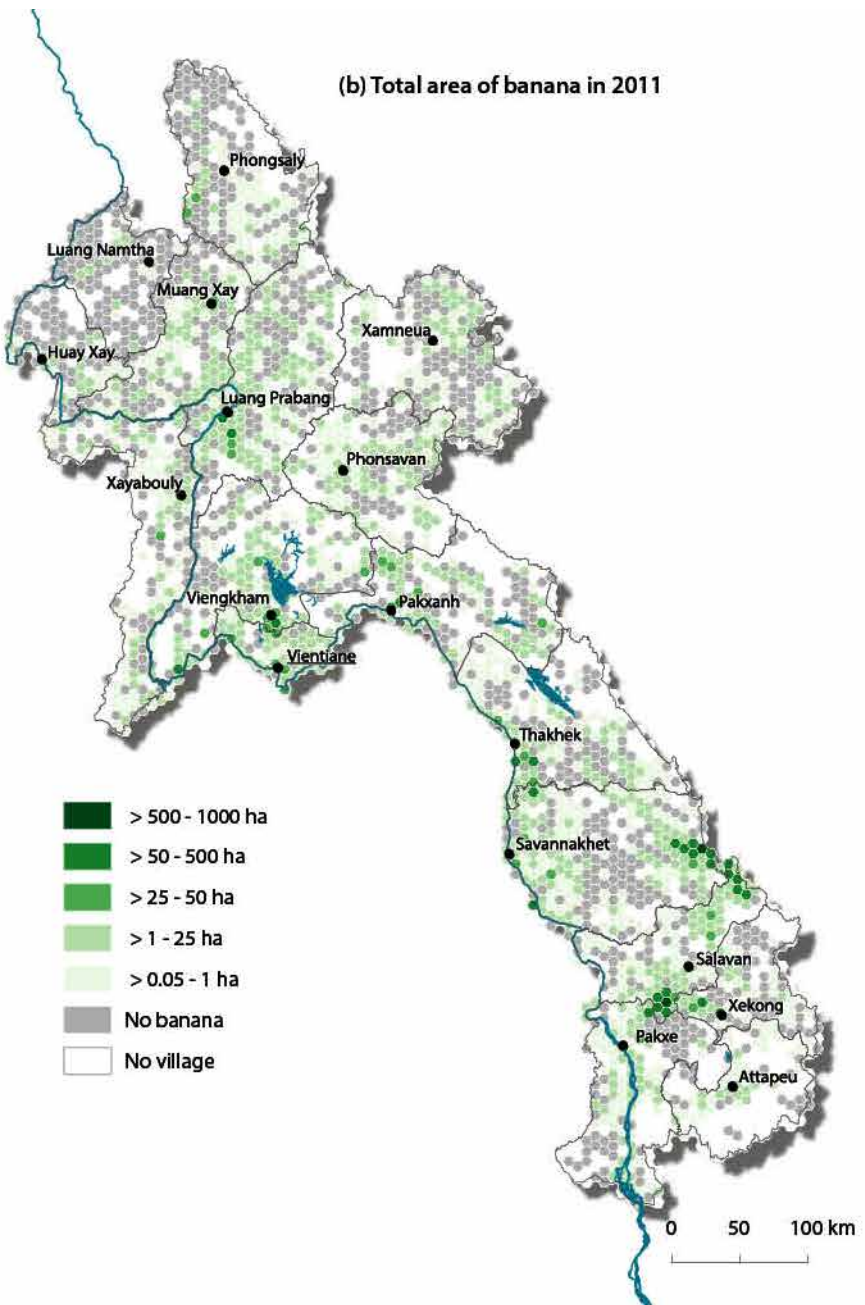 (b) Total area of banana in 2011
Phongsaly
Luang Namtha
Muang Xay
Xamneua
Huay Xay
Luang Prabang
Phonsavan
Xayabouly
Viengkham
Pakxanh
Vientiane
Thakhek
> 500 - 1000 ha
> 50 - 500 ha
Savannakhet
> 25 - 50 ha
> 1 - 25 ha
Salavan
> 0.05 - 1 ha
Xekong
No banana
Pakxe
No village
Attapeu
0 50 100 km